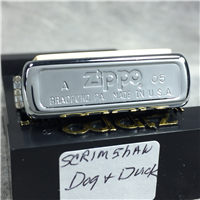 A Zippo 05
BRADFORD, PA. MADE IN U.S.A.
SCRIMSHAW
Dog & Duck